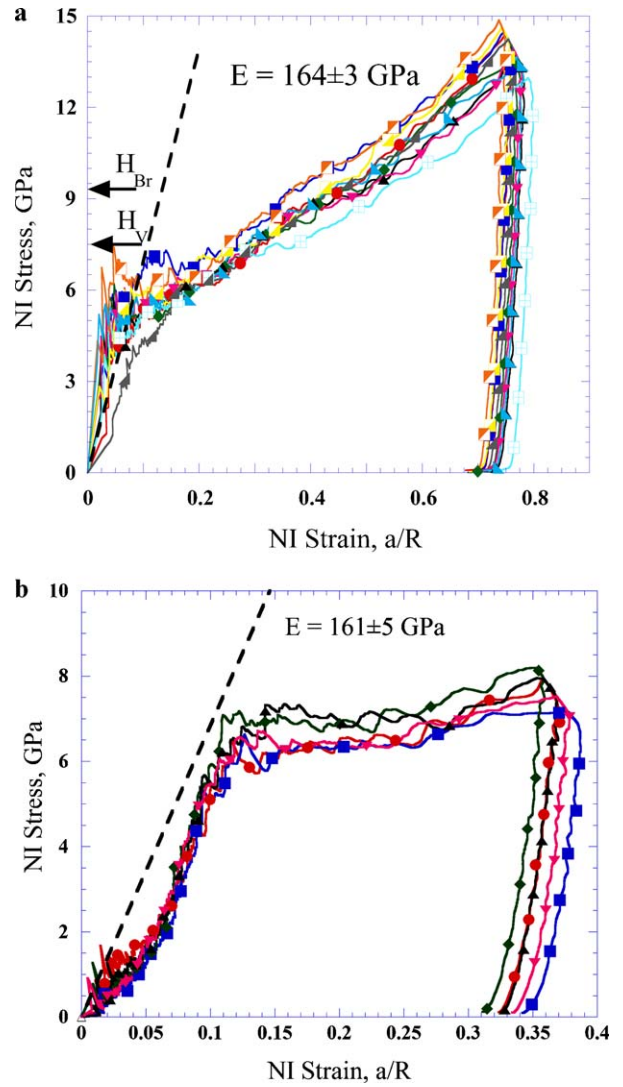 a
15
12
9
6
3
0
E = 164±3 GPa
H_Br
H_V
NI Stress, GPa
0 0.2 0.4 0.6 0.8
NI Strain, a/R
b
10
8
6
4
2
0
E = 161±5 GPa
NI Stress, GPa
0 0.05 0.1 0.15 0.2 0.25 0.3 0.35 0.4
NI Strain, a/R